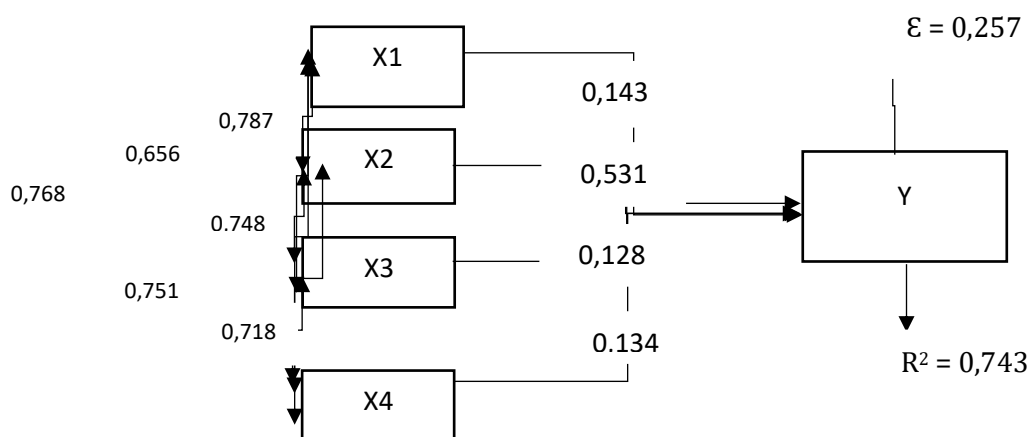 Ɛ = 0,257
X1
0,143
0,787
0,656
X2
0,531
0,768
Y
0.748
X3
0,128
0,751
0,718
0.134
R² = 0,743
X4